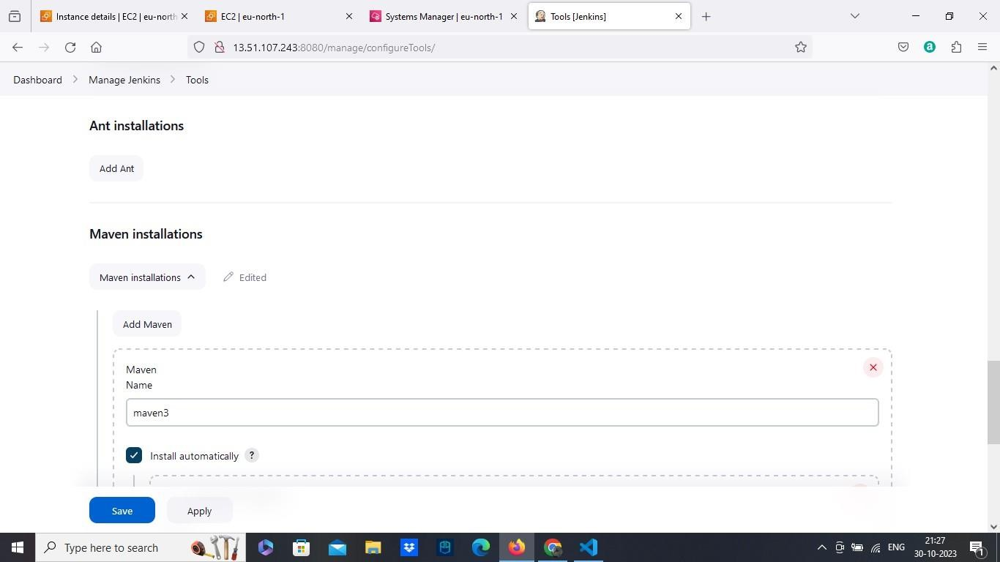 Instance details | EC2 | eu-north
EC2 | eu-north-1
Systems Manager | eu-north-1
Tools [Jenkins]
13.51.107.243:8080/manage/configureTools/
a
Dashboard > Manage Jenkins > Tools
Ant installations
Add Ant
Maven installations
Maven installations
Edited
Add Maven
Maven
Name
maven3
Install automatically ?
Save
Apply
Type here to search
ENG
21:27
30-10-2023
1